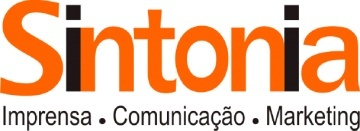 Sintonia
Imprensa . Comunicação . Marketing